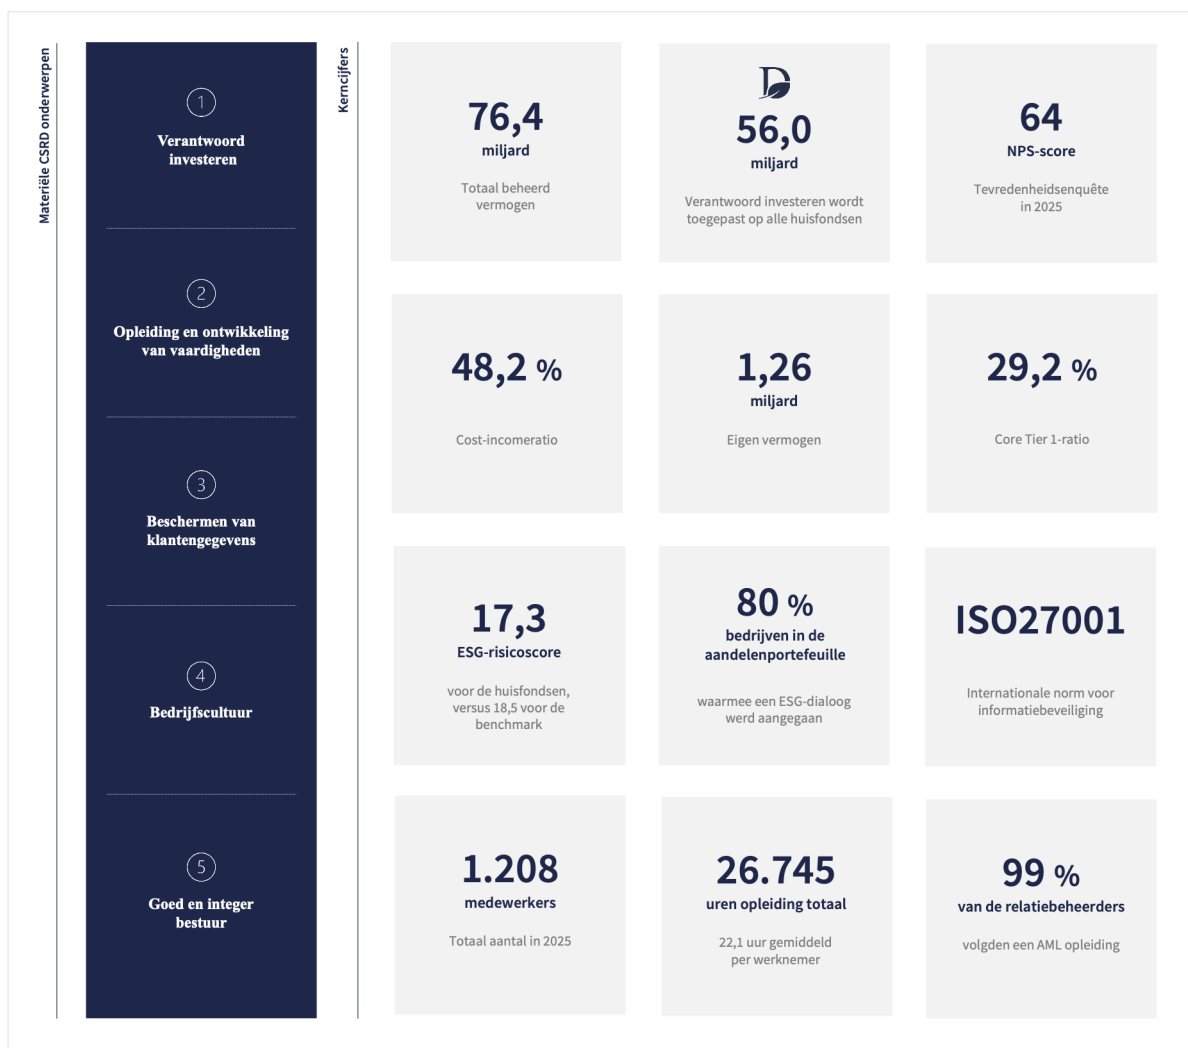 Materiële CSRD onderwerpen
1
Verantwoord
investeren
2
Opleiding en ontwikkeling
van vaardigheden
3
Beschermen van
klantengegevens
4
Bedrijfscultuur
5
Goed en integer
bestuur
Kerncijfers
76,4
miljard
Totaal beheerd
vermogen
D
56,0
miljard
Verantwoord investeren wordt
toegepast op alle huisfondsen
64
NPS-score
Tevredenheidsenquête
in 2025
48,2 %
Cost-incomeratio
1,26
miljard
Eigen vermogen
29,2 %
Core Tier 1-ratio
17,3
ESG-risicoscore
voor de huisfondsen,
versus 18,5 voor de
benchmark
80 %
bedrijven in de
aandelenportefeuille
waarmee een ESG-dialoog
werd aangegaan
ISO27001
Internationale norm voor
informatiebeveiliging
1.208
medewerkers
Totaal aantal in 2025
26.745
uren opleiding totaal
22,1 uur gemiddeld
per werknemer
99 %
van de relatiebeheerders
volgden een AML opleiding